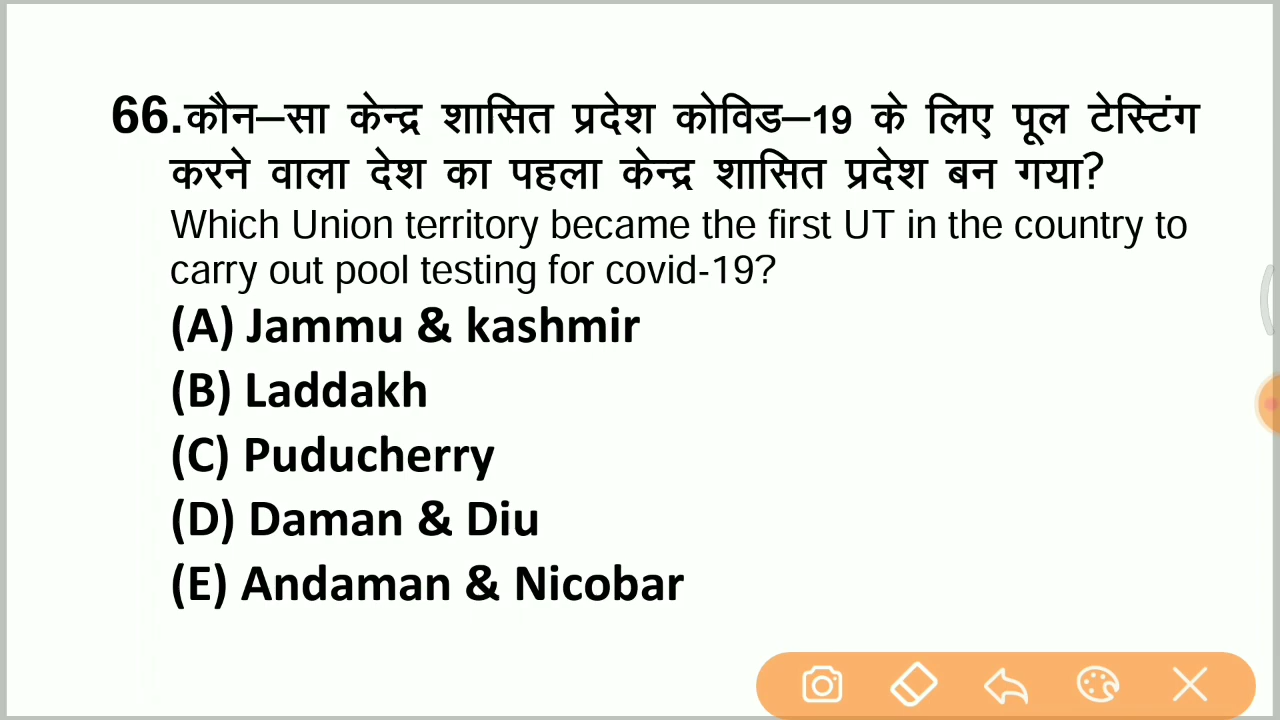 66.कौन–सा केन्द्र शासित प्रदेश कोविड–19 के लिए पूल टेस्टिंग
करने वाला देश का पहला केन्द्र शासित प्रदेश बन गया?
Which Union territory became the first UT in the country to
carry out pool testing for covid-19?
(A) Jammu & kashmir
(B) Laddakh
(C) Puducherry
(D) Daman & Diu
(E) Andaman & Nicobar